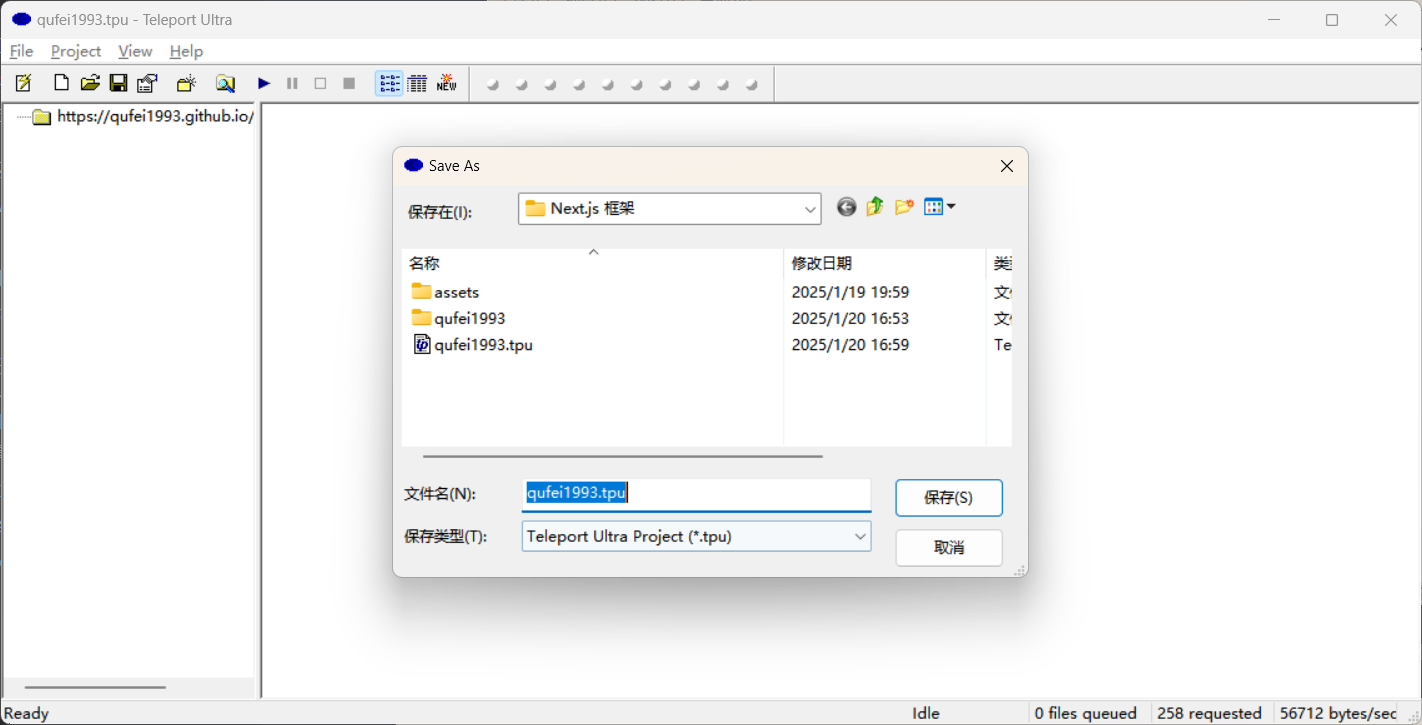 qufei1993.tpu - Teleport Ultra
File Project View Help
NEW
https://qufei1993.github.io/
Save As
保存在(I): Next.js 框架
名称 修改日期
assets 2025/1/19 19:59
qufei1993 2025/1/20 16:53
qufei1993.tpu 2025/1/20 16:59 Te
文件名(N): qufei1993.tpu 保存(S)
保存类型(T): Teleport Ultra Project (*.tpu)
取消
Ready Idle 0 files queued 258 requested 56712 bytes/sec